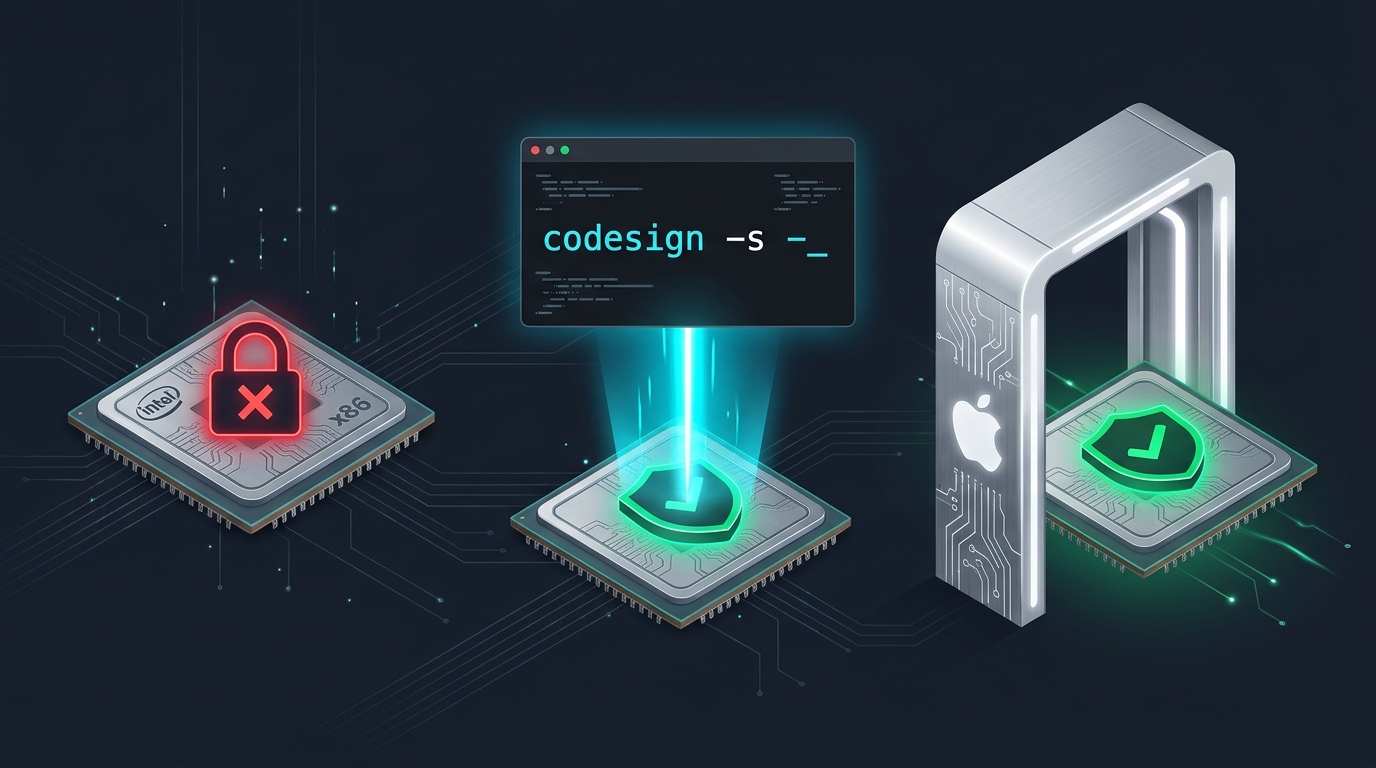 codesign –s –_
intel
x86